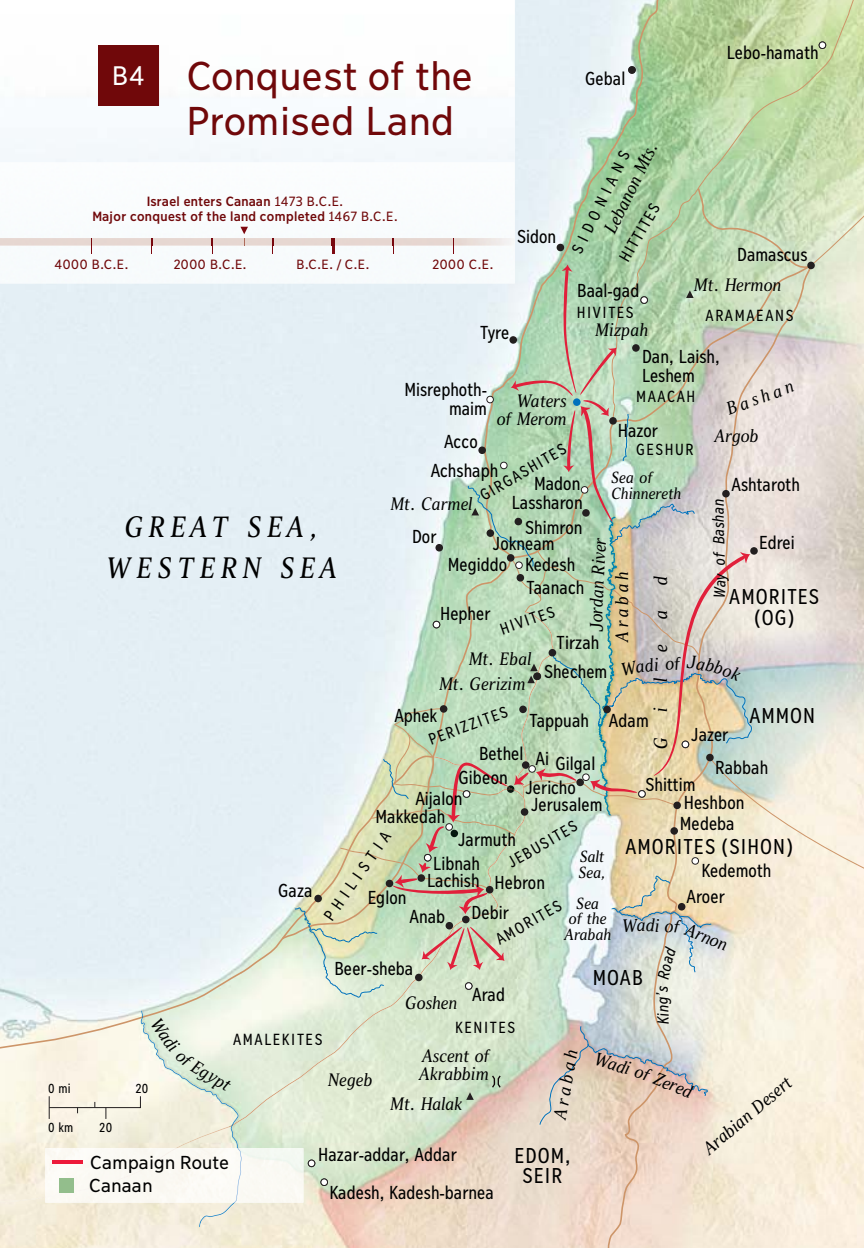 B4
Conquest of the
Promised Land
Israel enters Canaan 1473 B.C.E.
Major conquest of the land completed 1467 B.C.E.
4000 B.C.E.
2000 B.C.E.
B.C.E. / C.E.
2000 C.E.
Lebo-hamath
Gebal
SIDONIANS
Lebanon Mts.
HITTITES
Sidon
Damascus
Baal-gad
Mt. Hermon
HIVITES
ARAMAEANS
Mizpah
Tyre
Dan, Laish,
Leshem
Misrephoth-
maim
Waters
of Merom
MAACAH
Bashan
Hazor
Argob
Acco
GESHUR
Achshaph
GIRGASHITES
Madon
Sea of
Chinnereth
Ashtaroth
Mt. Carmel
Lassharon
Shimron
Way of Bashan
Dor
Jokneam
Edrei
Megiddo
Kedesh
Taanach
Jordan River
Arabah
Gilead
AMORITES
(OG)
Hepher
HIVITES
Tirzah
Mt. Ebal
Shechem
Wadi of Jabbok
Mt. Gerizim
Aphek
PERIZZITES
Tappuah
Adam
AMMON
Jazer
Bethel
Ai
Gilgal
Rabbah
Gibeon
Jericho
Shittim
Aijalon
Jerusalem
Heshbon
Makkedah
Medeba
Jarmuth
JEBUSITES
AMORITES (SIHON)
PHILISTIA
Libnah
Salt
Sea,
Kedemoth
Lachish
Hebron
Gaza
Eglon
Aroer
Sea
of the
Arabah
Anab
Debir
AMORITES
Wadi of Arnon
Beer-sheba
MOAB
King's Road
Goshen
Arad
KENITES
Wadi of Egypt
AMALEKITES
Ascent of
Akrabbim
Arabah
Wadi of Zered
Negeb
Mt. Halak
Arabian Desert
GREAT SEA,
WESTERN SEA
0 mi
20
0 km
20
Hazar-addar, Addar
EDOM,
SEIR
Kadesh, Kadesh-barnea
Campaign Route
Canaan